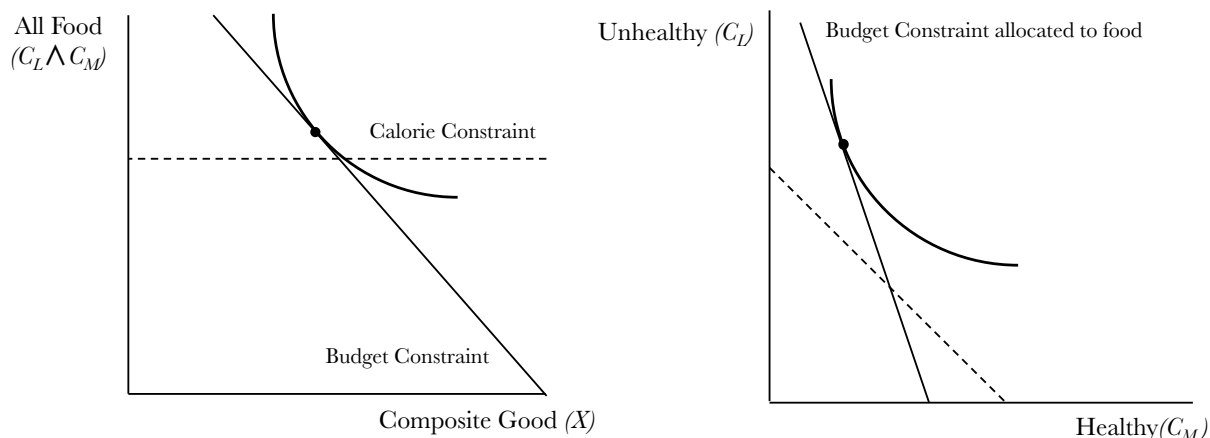 All Food
(C_L ⋀ C_M)
Calorie Constraint
Budget Constraint
Composite Good (X)
Unhealthy (C_L)
Budget Constraint allocated to food
Healthy(C_M)